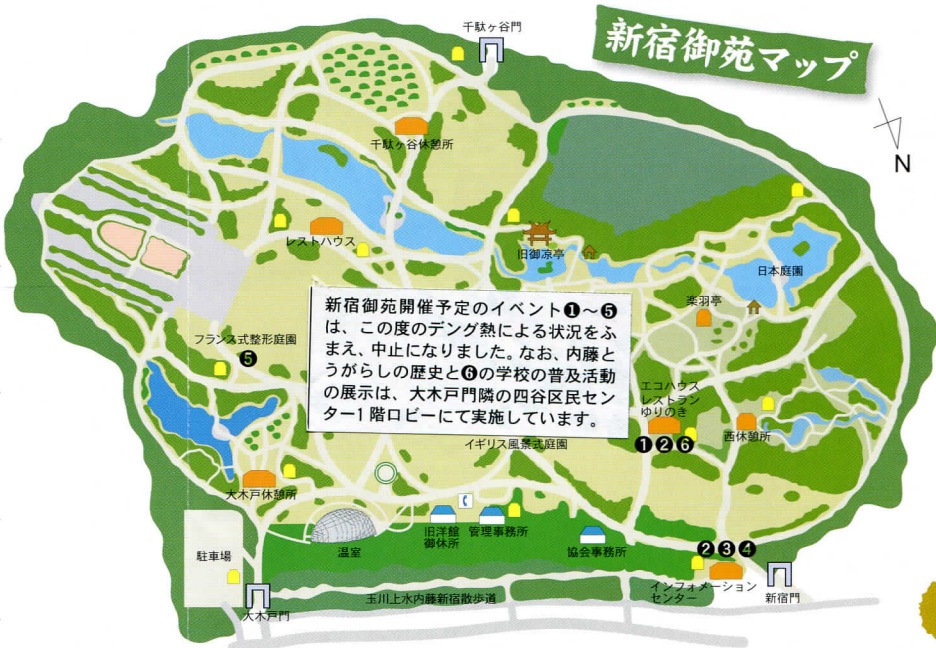 新宿御苑マップ
千駄ヶ谷門
N
千駄ヶ谷休憩所
レストハウス
旧御凉亭
日本庭園
楽羽亭
フランス式整形庭園
❺
新宿御苑開催予定のイベント❶～❺
は、この度のデング熱による状況をふ
まえ、中止になりました。なお、内藤と
うがらしの歴史と❻の学校の普及活動
の展示は、大木戸門隣の四谷区民セン
ター1階ロビーにて実施しています。
エコハウス
レストラン
ゆりのき
❶❷❻
西休憩所
イギリス風景式庭園
大木戸休憩所
旧洋館
御休所
管理事務所
温室
協会事務所
❷❸❹
インフォメーション
センター
新宿門
駐車場
大木戸門
玉川上水内藤新宿散歩道